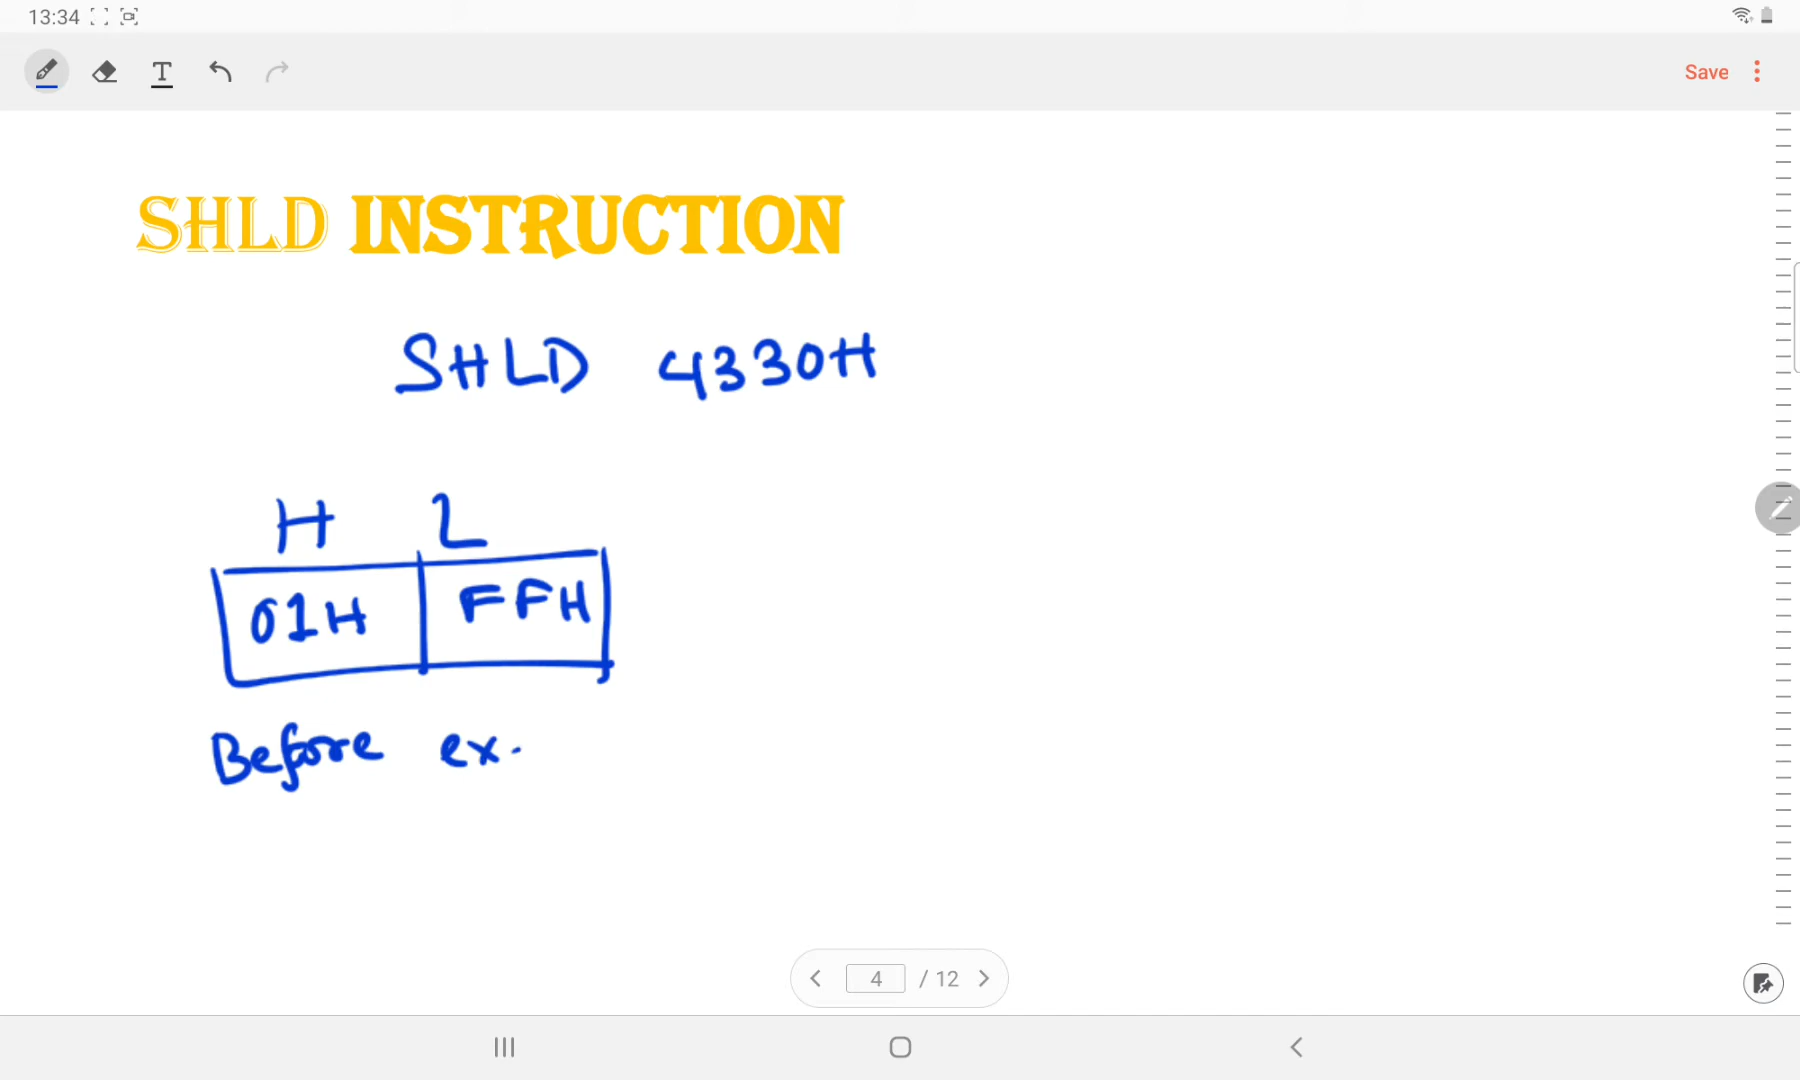 13:34
Save
SHLD INSTRUCTION
SHLD 4330H
H L
01H FFH
Before ex.
4 / 12